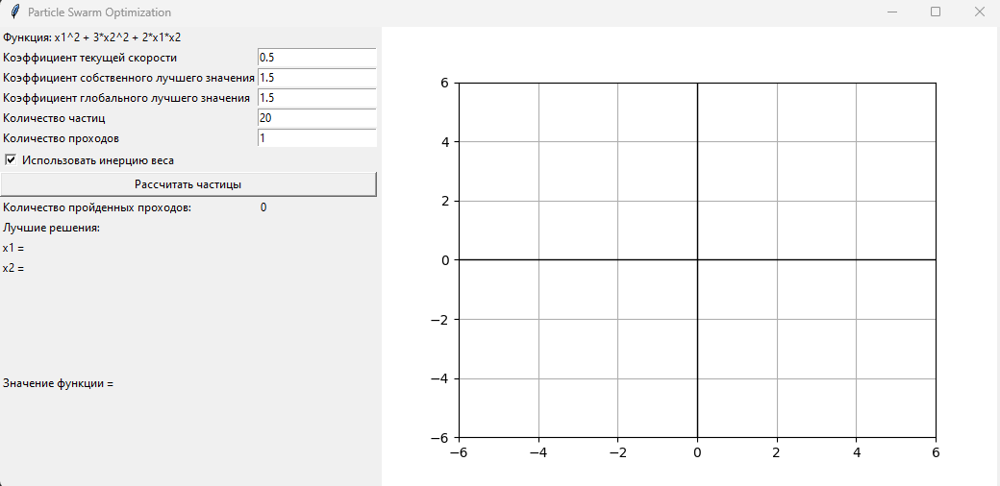 Particle Swarm Optimization
Функция: x1^2 + 3*x2^2 + 2*x1*x2
Коэффициент текущей скорости 0.5
Коэффициент собственного лучшего значения 1.5
Коэффициент глобального лучшего значения 1.5
Количество частиц 20
Количество проходов 1
Использовать инерцию веса
Рассчитать частицы
Количество пройденных проходов: 0
Лучшие решения:
x1 =
x2 =
Значение функции =
6
4
2
0
−2
−4
−6
−6 −4 −2 0 2 4 6